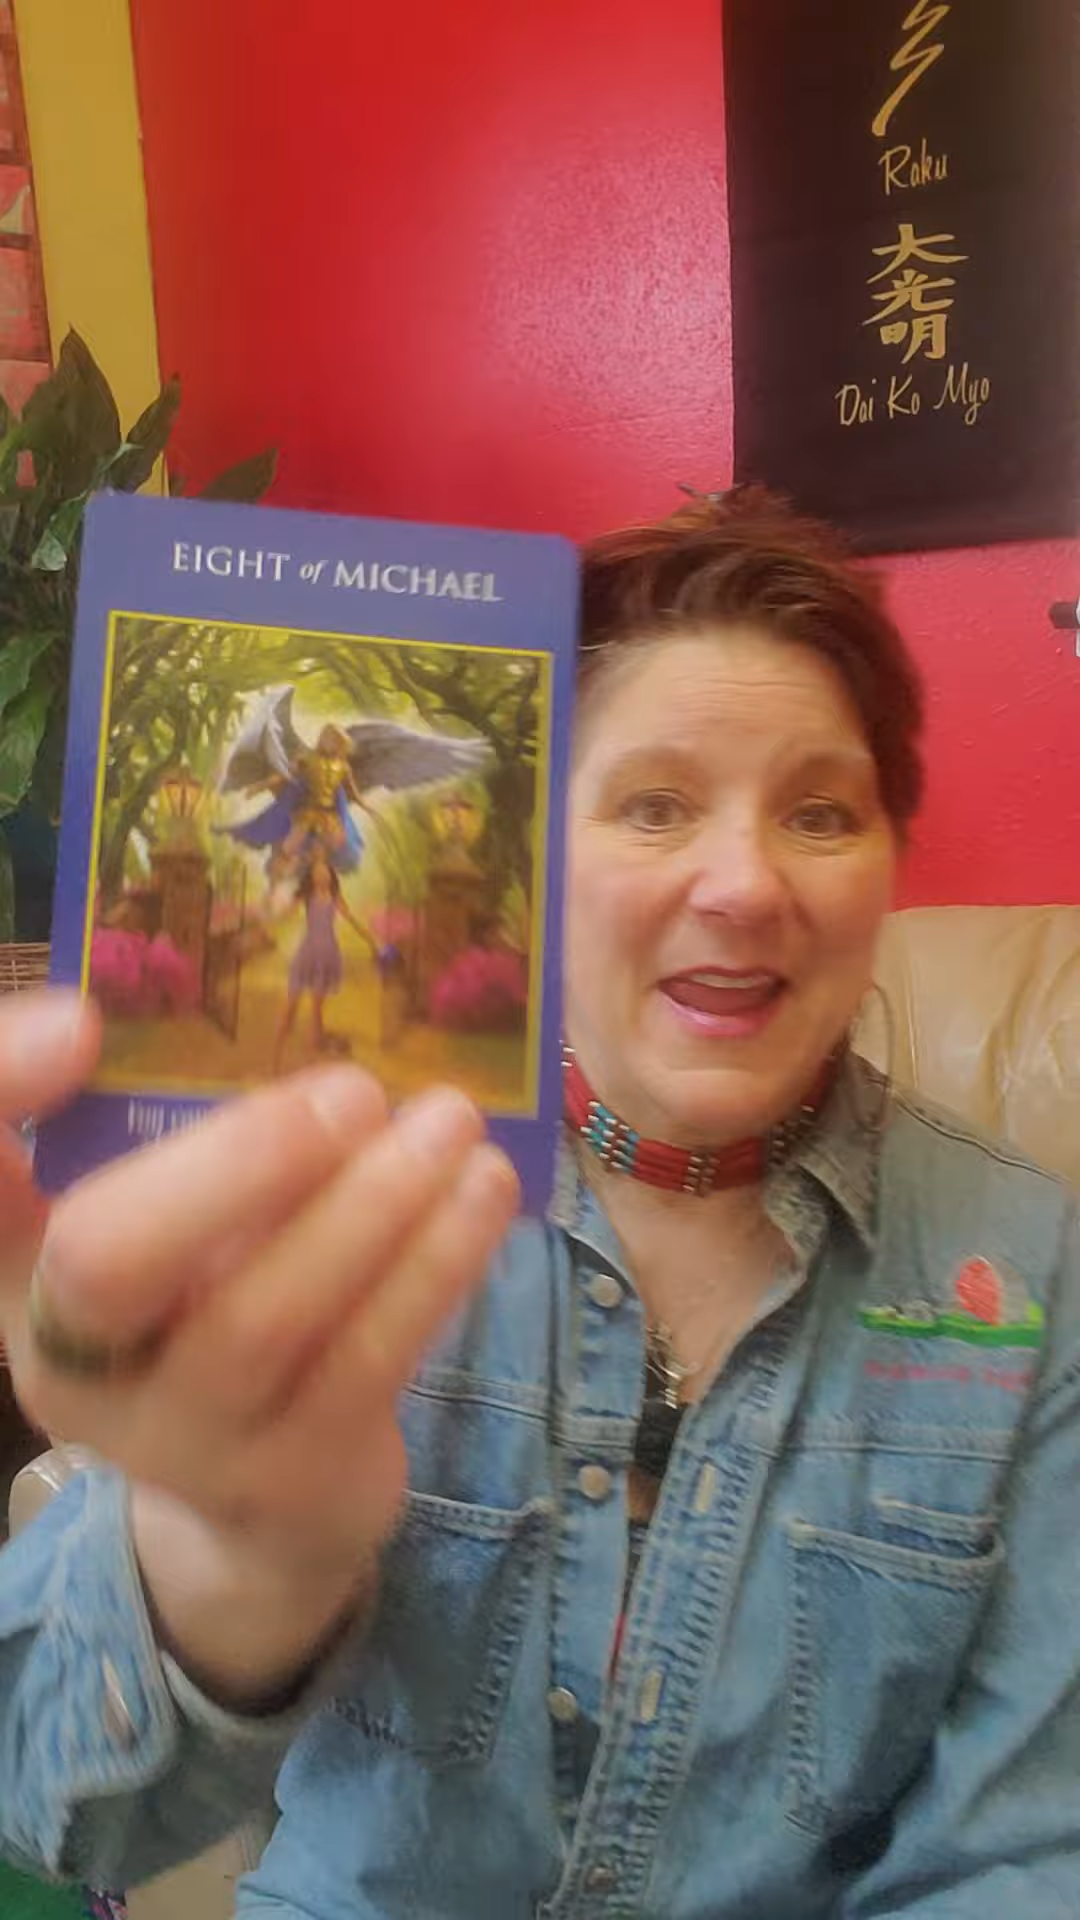 Raku
大
光
明
Dai Ko Myo
EIGHT of MICHAEL